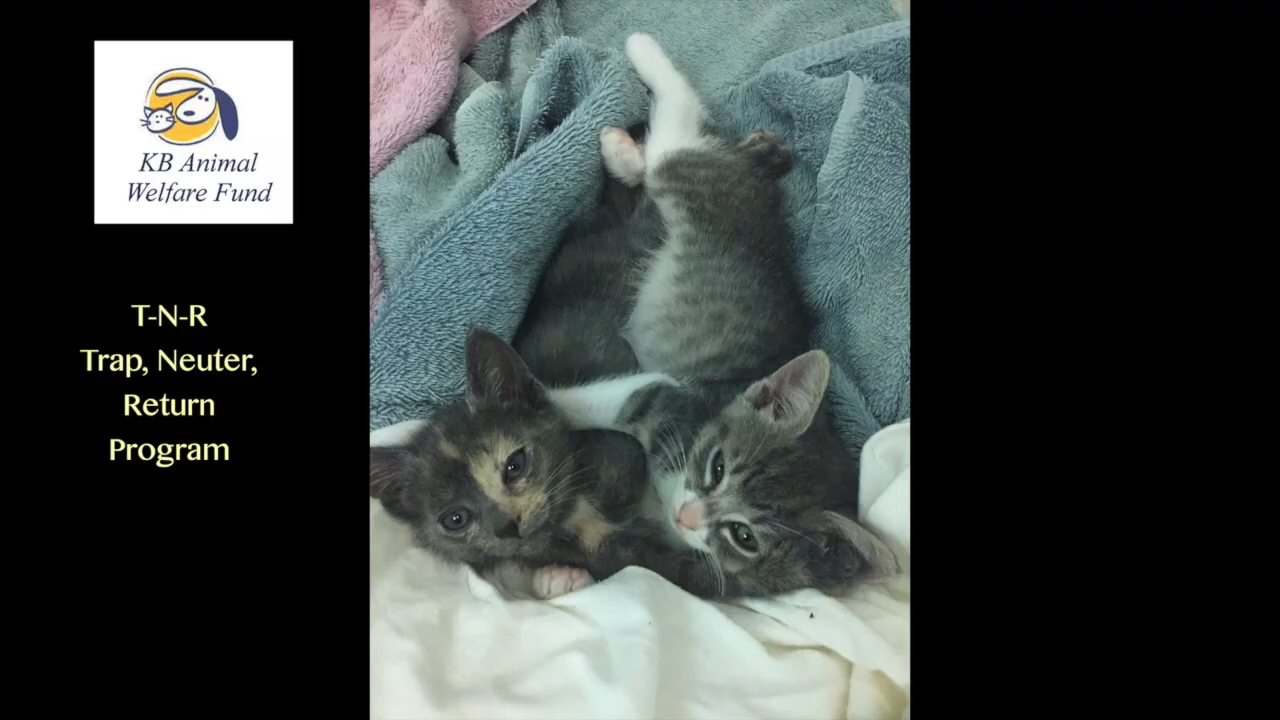 KB Animal
Welfare Fund
T-N-R
Trap, Neuter,
Return
Program